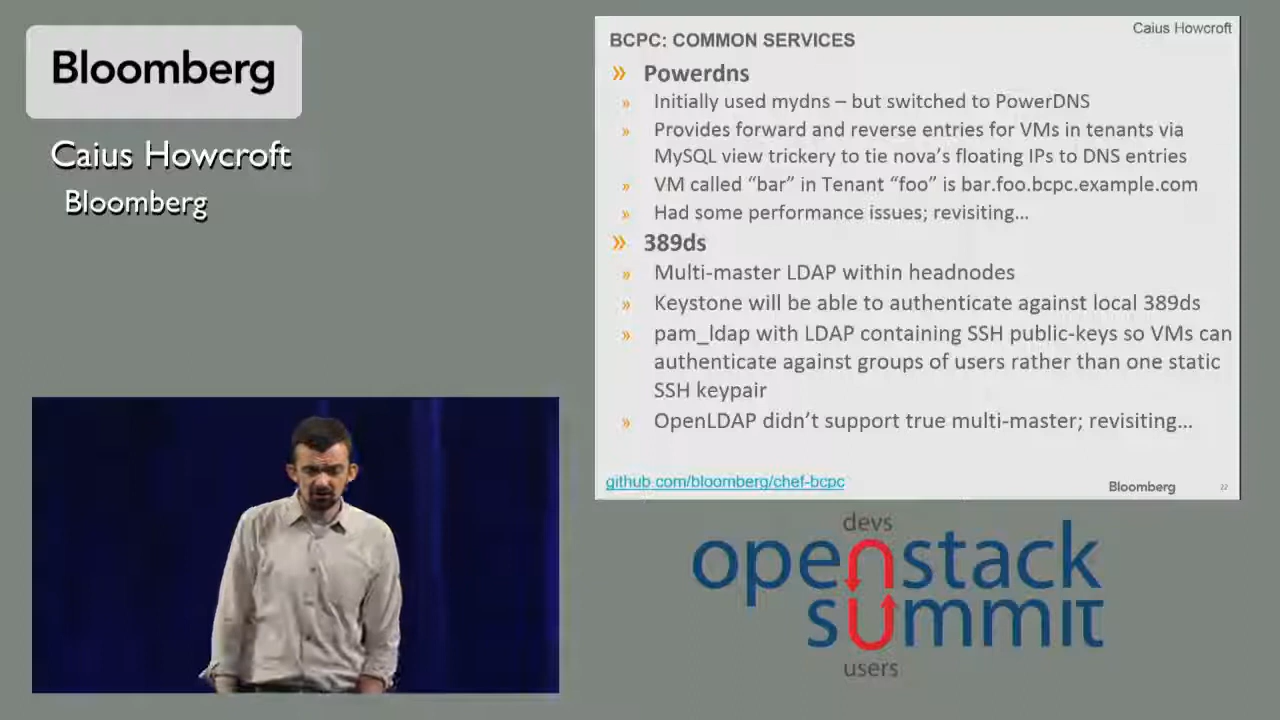 Bloomberg
Caius Howcroft
Bloomberg
Caius Howcroft
BCPC: COMMON SERVICES
» Powerdns
» Initially used mydns – but switched to PowerDNS
» Provides forward and reverse entries for VMs in tenants via
MySQL view trickery to tie nova's floating IPs to DNS entries
» VM called “bar” in Tenant “foo” is bar.foo.bcpc.example.com
» Had some performance issues; revisiting…
» 389ds
» Multi-master LDAP within headnodes
» Keystone will be able to authenticate against local 389ds
» pam_ldap with LDAP containing SSH public-keys so VMs can
authenticate against groups of users rather than one static
SSH keypair
» OpenLDAP didn't support true multi-master; revisiting…
github.com/bloomberg/chef-bcpc
Bloomberg 22
devs
openstack
summit
users